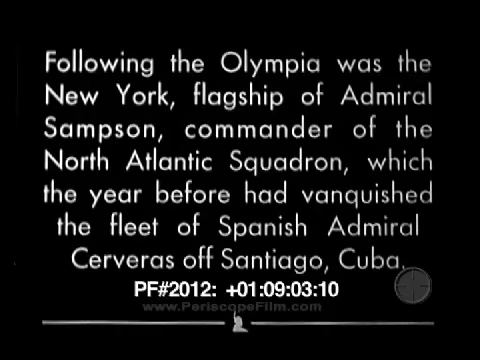 Following the Olympia was the
New York, flagship of Admiral
Sampson, commander of the
North Atlantic Squadron, which
the year before had vanquished
the fleet of Spanish Admiral
Cerveras off Santiago, Cuba.
PF#2012: +01:09:03:10
www.PeriscopeFilm.com